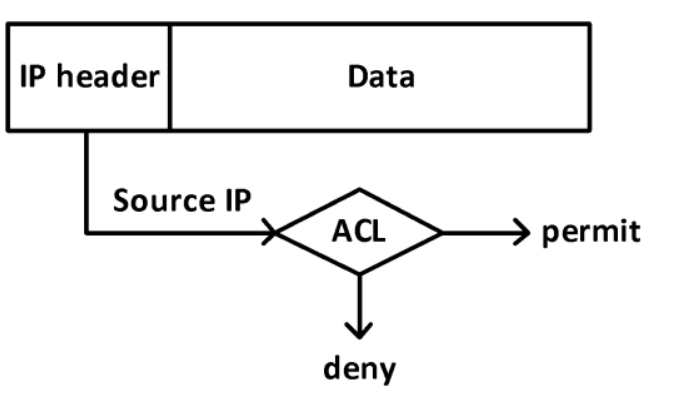 IP header
Data
Source IP
ACL
permit
deny